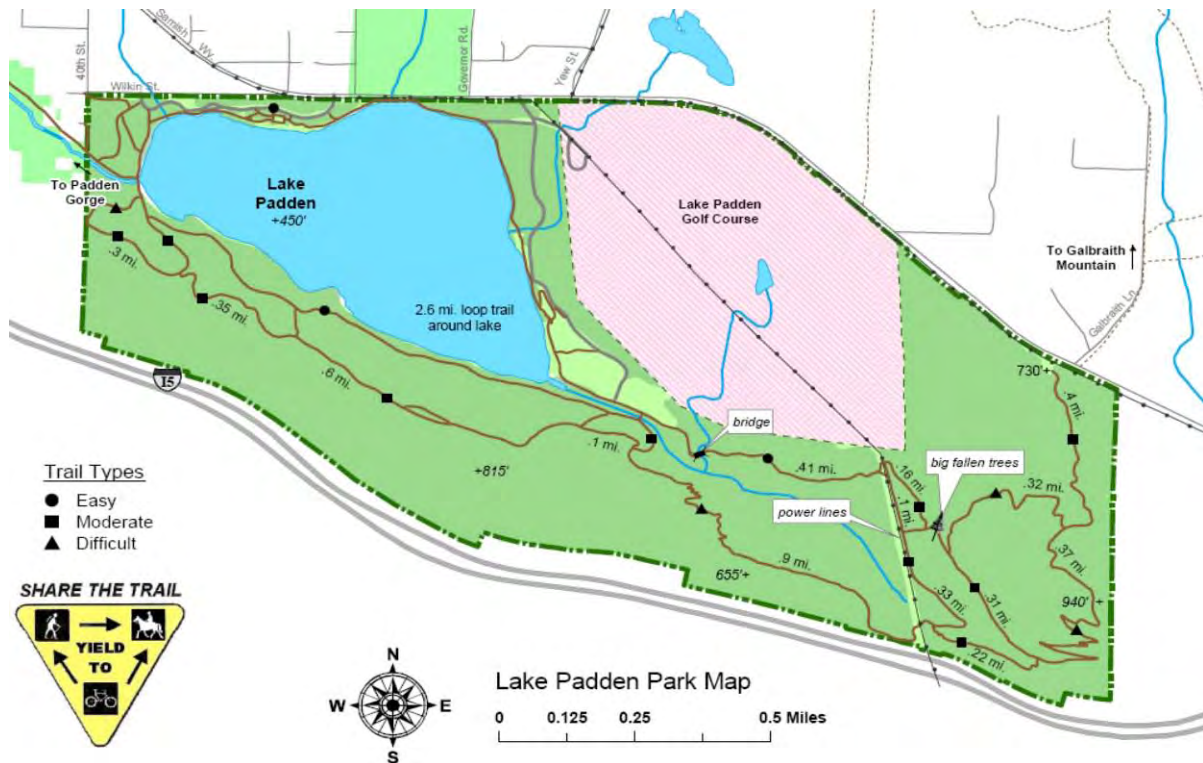 40th St.
Samish Wy.
Governor Rd.
Yew St.
Wilkin St.
To Padden
Gorge
Lake
Padden
+450'
Lake Padden
Golf Course
To Galbraith
Mountain
Galbraith Ln.
.3 mi.
.35 mi.
2.6 mi. loop trail
around lake
I5
.6 mi.
730'+
.4 mi.
bridge
.1 mi.
.41 mi.
.16 mi.
big fallen trees
.32 mi.
+815'
.1 mi.
power lines
.37 mi.
655'+
.9 mi.
.33 mi.
.31 mi.
940' +
.22 mi.
Trail Types
Easy
Moderate
Difficult
SHARE THE TRAIL
YIELD
TO
N
W
E
S
Lake Padden Park Map
0 0.125 0.25 0.5 Miles